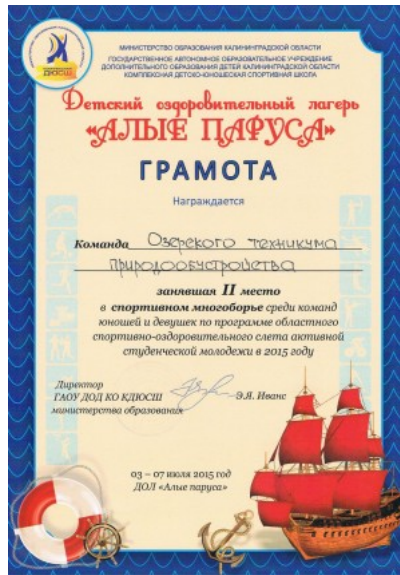 МИНИСТЕРСТВО ОБРАЗОВАНИЯ КАЛИНИНГРАДСКОЙ ОБЛАСТИ
ГОСУДАРСТВЕННОЕ АВТОНОМНОЕ ОБРАЗОВАТЕЛЬНОЕ УЧРЕЖДЕНИЕ
ДОПОЛНИТЕЛЬНОГО ОБРАЗОВАНИЯ ДЕТЕЙ КАЛИНИНГРАДСКОЙ ОБЛАСТИ
КОМПЛЕКСНАЯ ДЕТСКО-ЮНОШЕСКАЯ СПОРТИВНАЯ ШКОЛА
ДЮСШ
Детский оздоровительный лагерь
«АЛЫЕ ПАРУСА»
ГРАМОТА
Награждается
Команда Озерского техникума
природообустройства
занявшая II место
в спортивном многоборье среди команд
юношей и девушек по программе областного
спортивно-оздоровительного слета активной
студенческой молодежи в 2015 году
Директор
ГАОУ ДОД КО КДЮСШ Э.Я. Иванс
министерства образования
03 – 07 июля 2015 год
ДОЛ «Алые паруса»